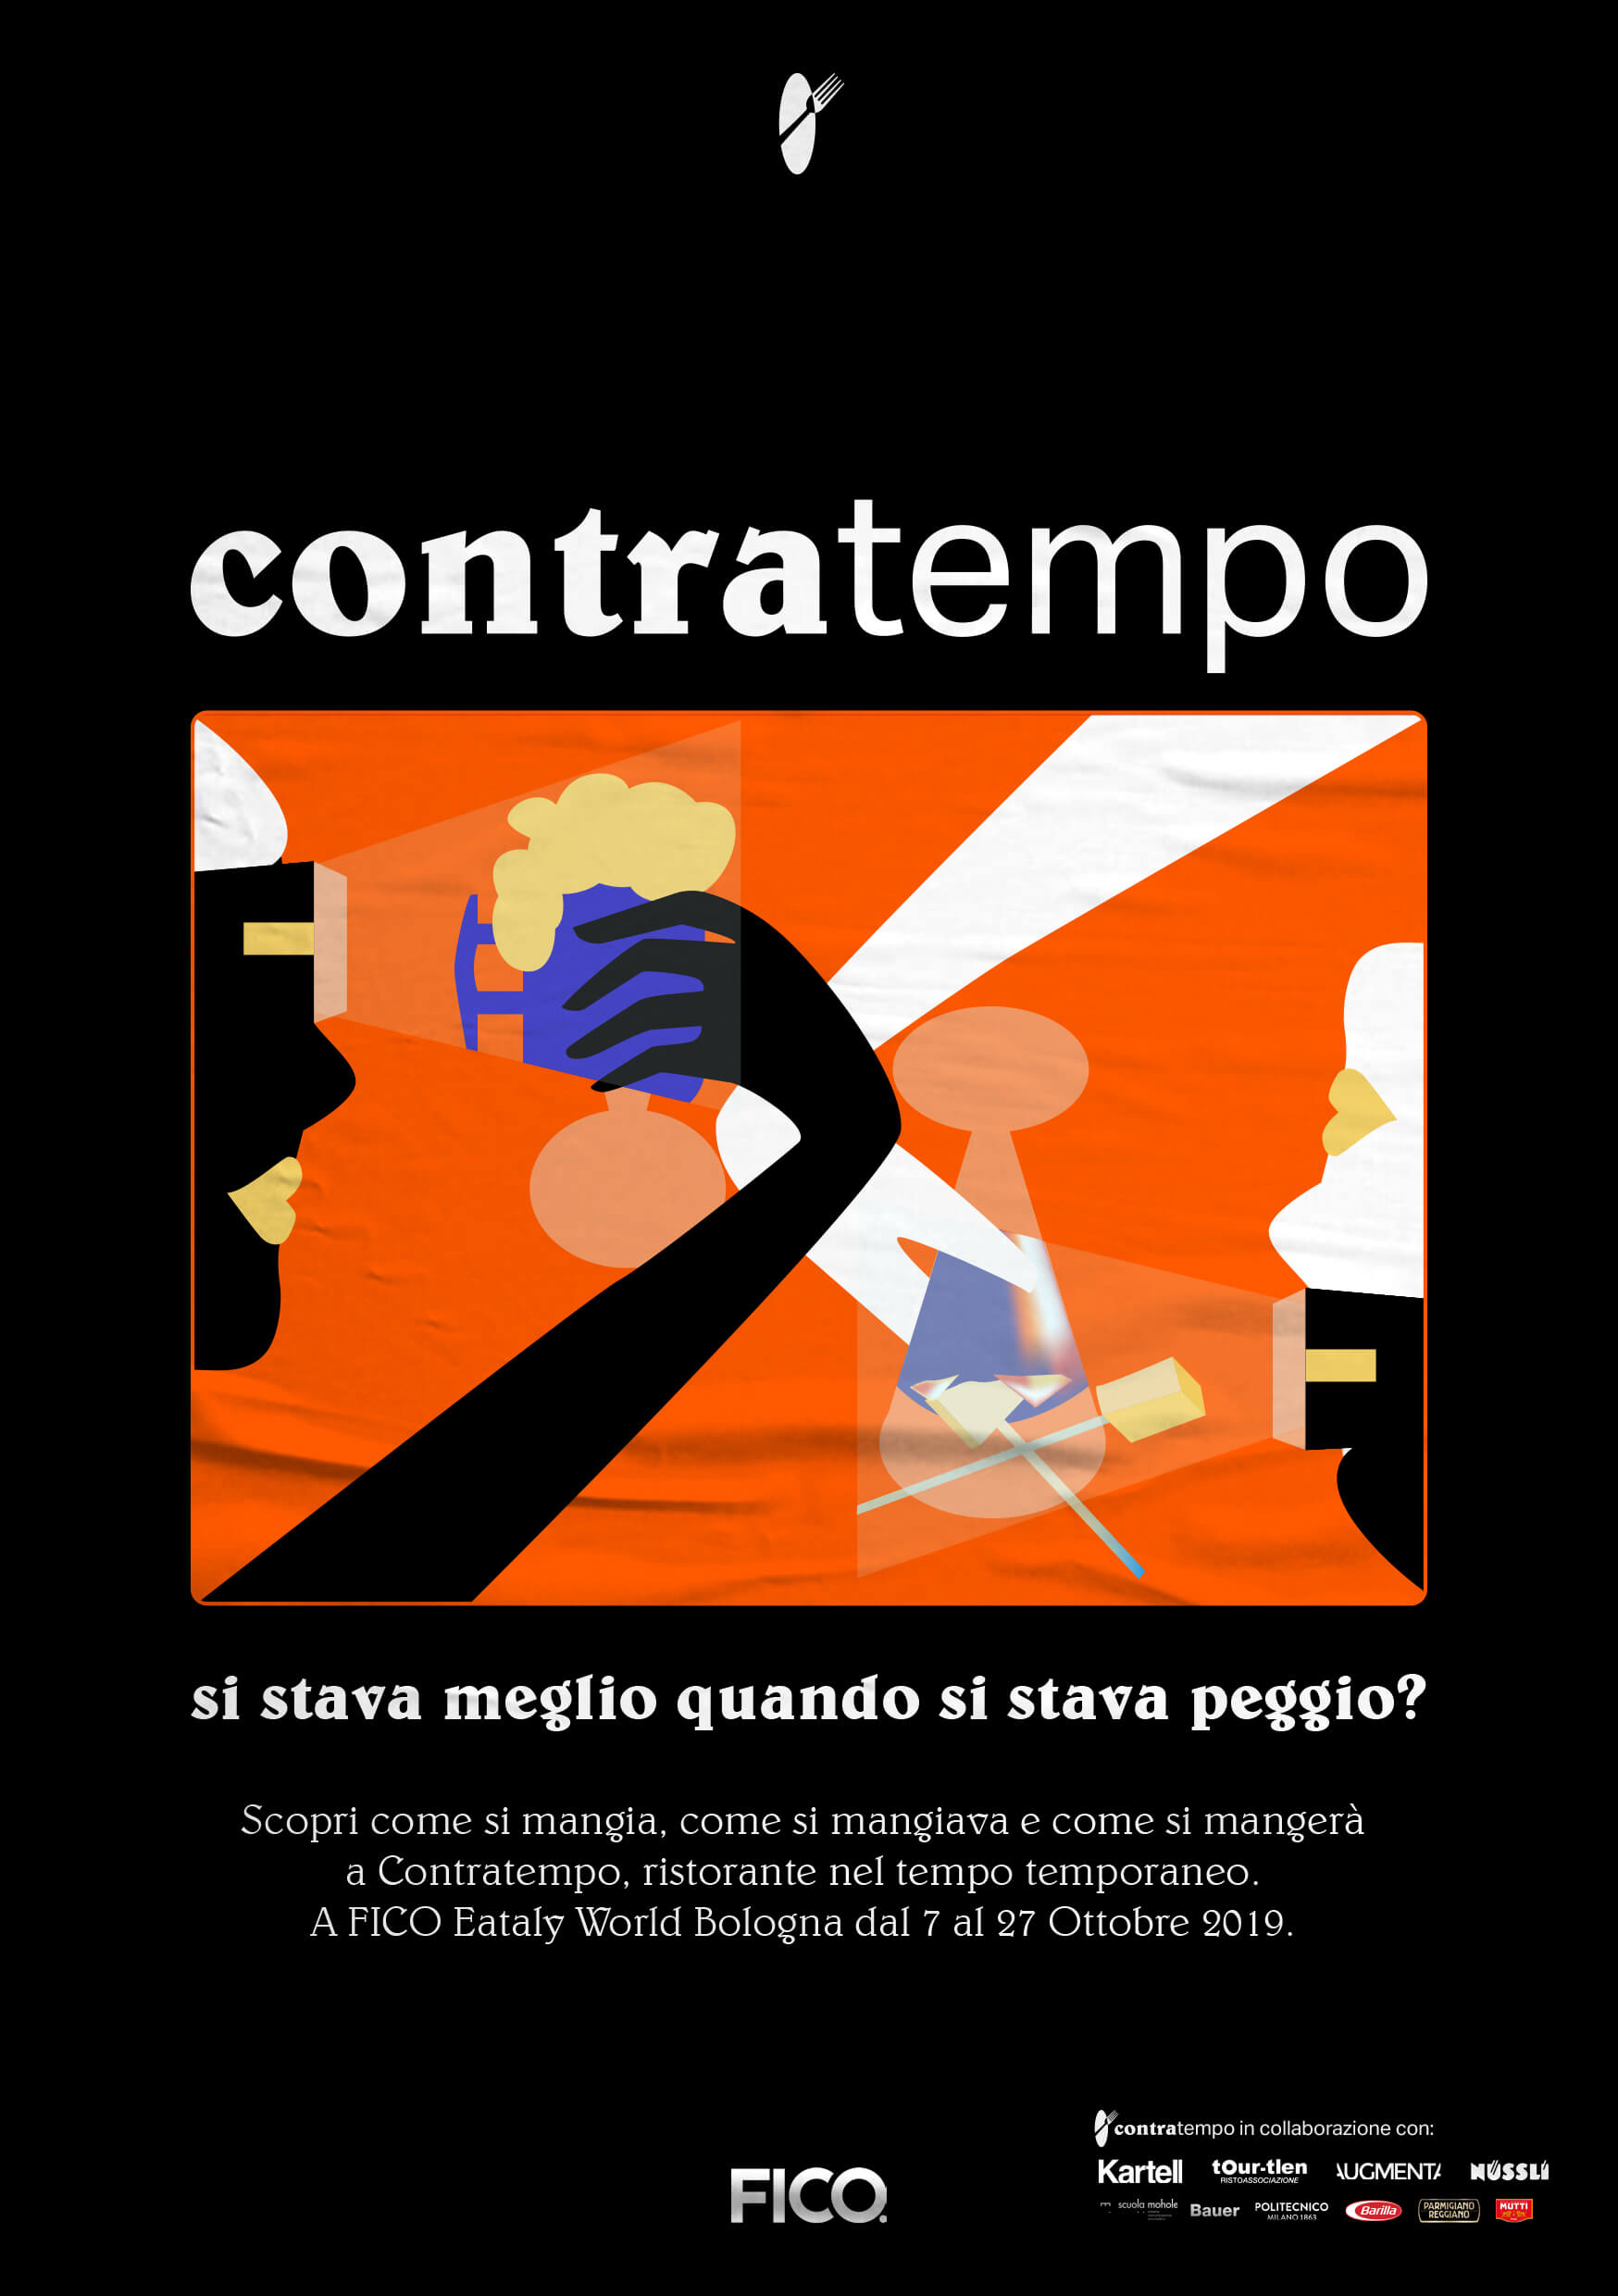 contratempo
si stava meglio quando si stava peggio?
Scopri come si mangia, come si mangiava e come si mangerà
a Contratempo, ristorante nel tempo temporaneo.
A FICO Eataly World Bologna dal 7 al 27 Ottobre 2019.
contratempo in collaborazione con:
Kartell tOur-tlen AUGMENTA NÜSSLI
RISTOASSOCIAZIONE
scuola mohole Bauer POLITECNICO Barilla PARMIGIANO MUTTI
MILANO 1863 REGGIANO
FICO